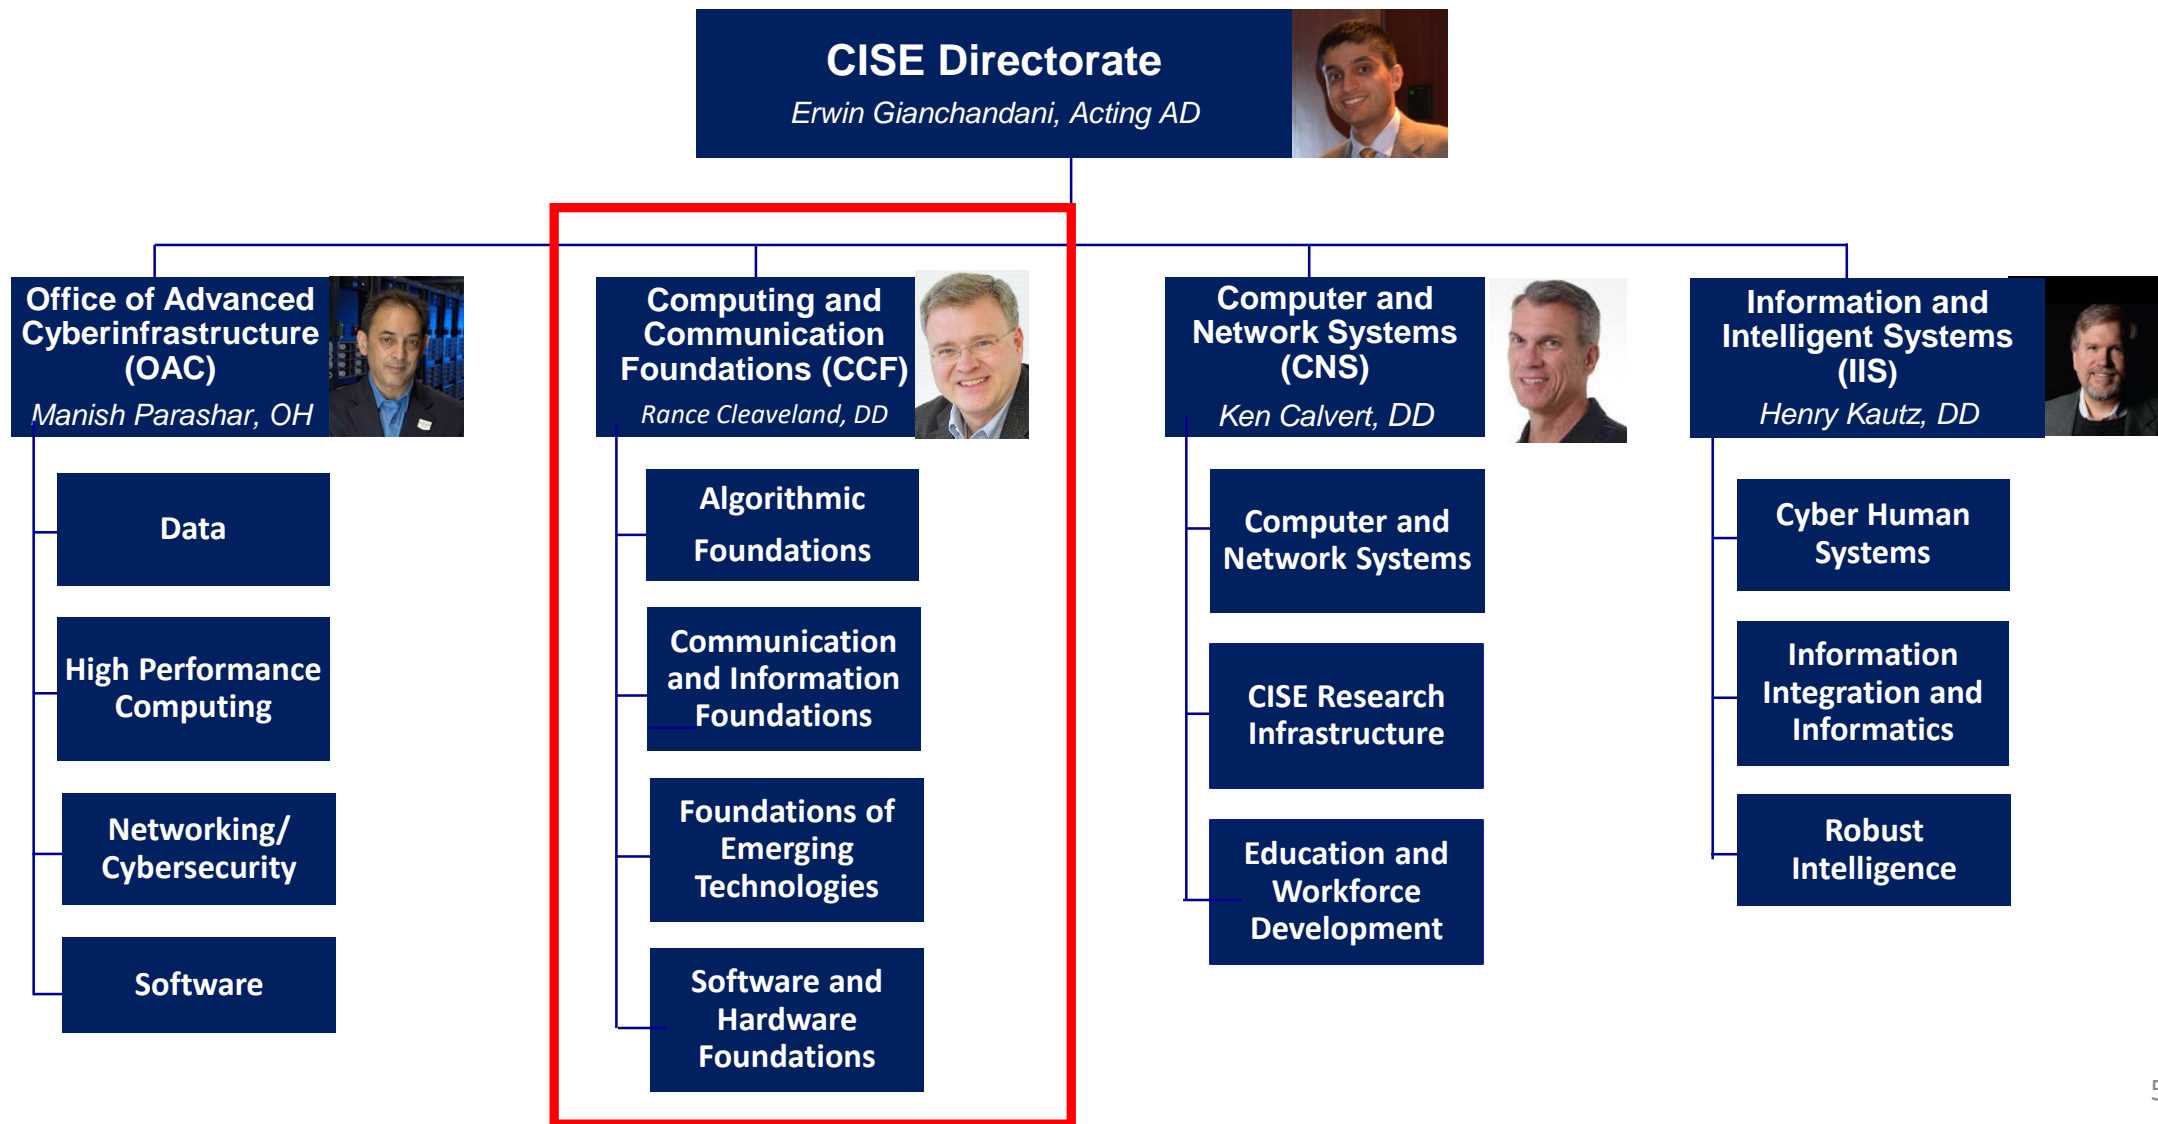 CISE Directorate
Erwin Gianchandani, Acting AD
Office of Advanced
Cyberinfrastructure
(OAC)
Manish Parashar, OH
Data
High Performance
Computing
Networking/
Cybersecurity
Software
Computing and
Communication
Foundations (CCF)
Rance Cleaveland, DD
Algorithmic
Foundations
Communication
and Information
Foundations
Foundations of
Emerging
Technologies
Software and
Hardware
Foundations
Computer and
Network Systems
(CNS)
Ken Calvert, DD
Computer and
Network Systems
CISE Research
Infrastructure
Education and
Workforce
Development
Information and
Intelligent Systems
(IIS)
Henry Kautz, DD
Cyber Human
Systems
Information
Integration and
Informatics
Robust
Intelligence
5